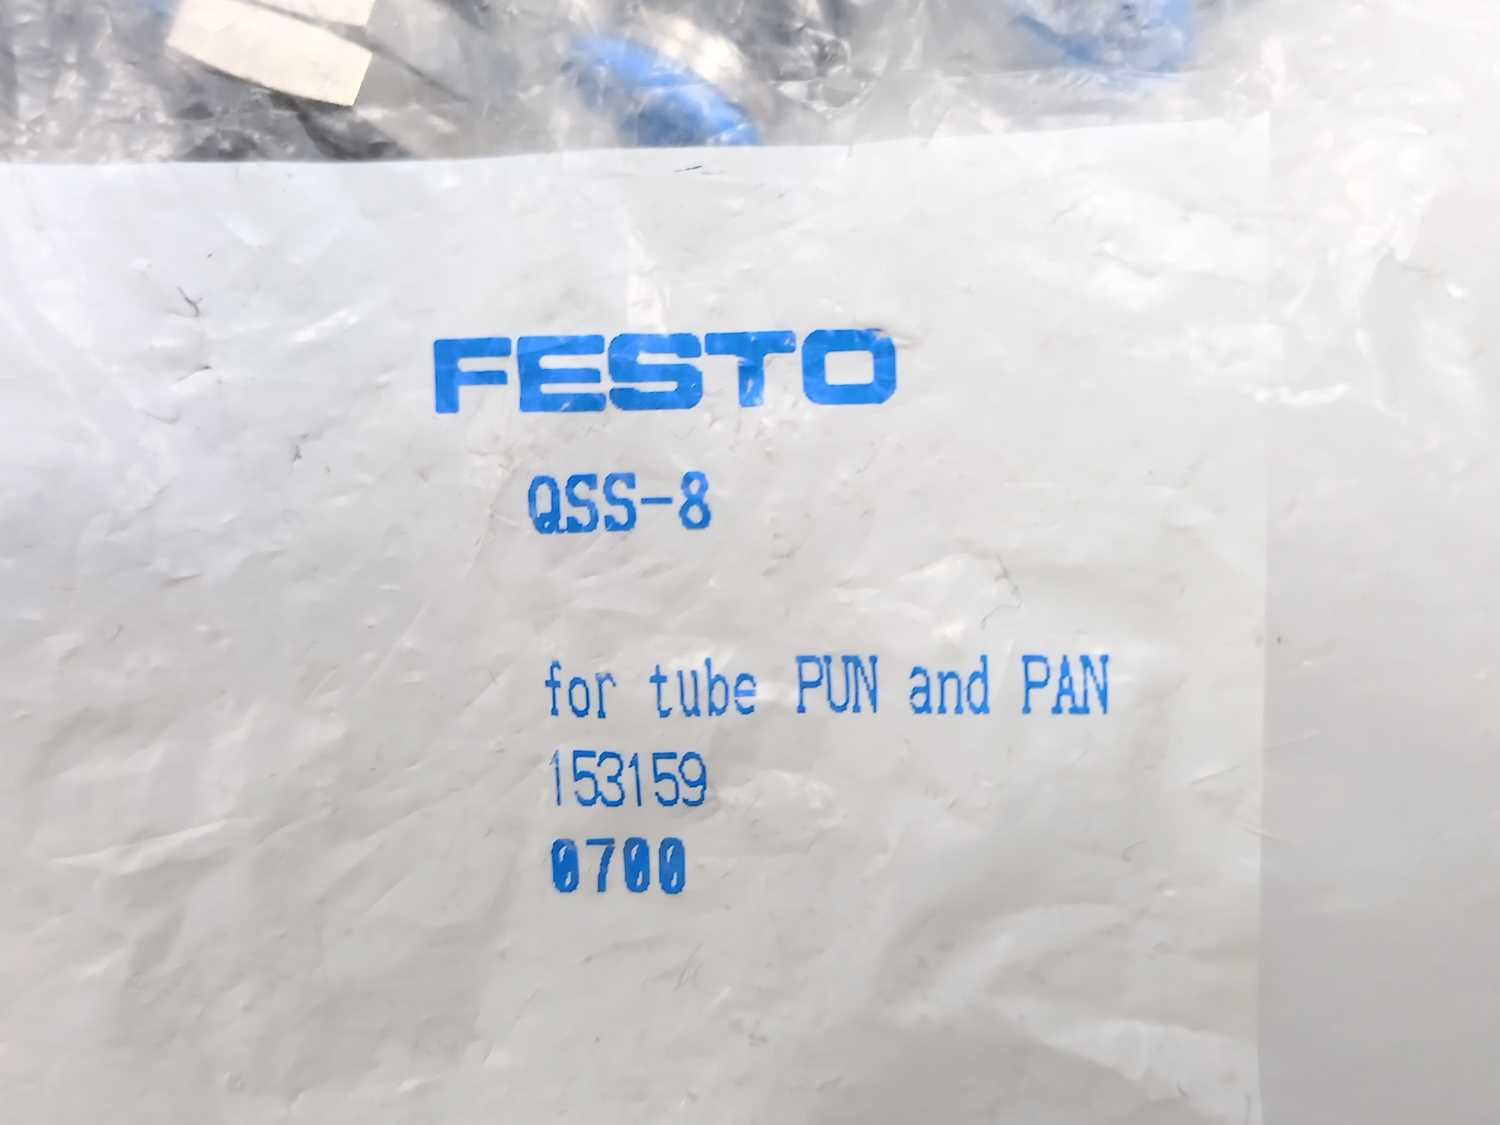 FESTO
QSS-8
for tube PUN and PAN
153159
0700